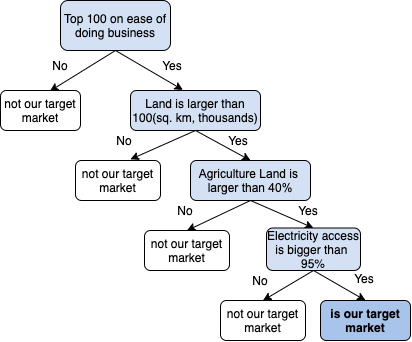 Top 100 on ease of
doing business
No
Yes
not our target
market
Land is larger than
100(sq. km, thousands)
No
Yes
not our target
market
Agriculture Land is
larger than 40%
No
Yes
not our target
market
Electricity access
is bigger than
95%
No
Yes
not our target
market
is our target
market